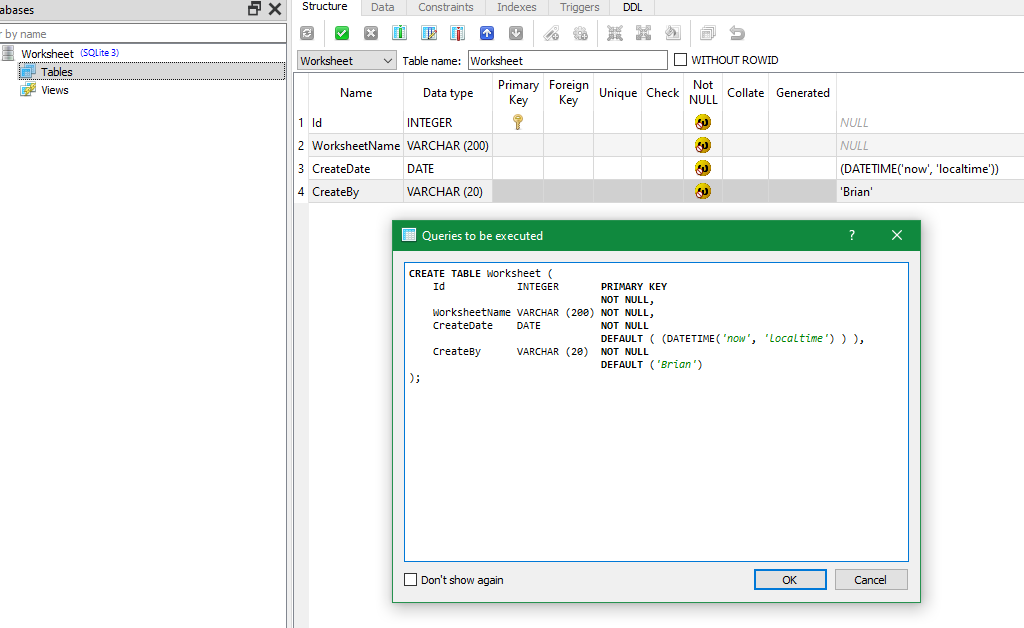 abases
Structure Data Constraints Indexes Triggers DDL
r by name
Worksheet (SQLite 3)
Tables
Views
Worksheet Table name: Worksheet WITHOUT ROWID
Name Data type Primary Key Foreign Key Unique Check Not NULL Collate Generated
1 Id INTEGER NULL
2 WorksheetName VARCHAR (200) NULL
3 CreateDate DATE (DATETIME('now', 'localtime'))
4 CreateBy VARCHAR (20) 'Brian'
Queries to be executed ?
CREATE TABLE Worksheet (
Id INTEGER PRIMARY KEY
NOT NULL,
WorksheetName VARCHAR (200) NOT NULL,
CreateDate DATE NOT NULL
DEFAULT ( (DATETIME('now', 'localtime') ) ),
CreateBy VARCHAR (20) NOT NULL
DEFAULT ('Brian')
);
Don't show again OK Cancel